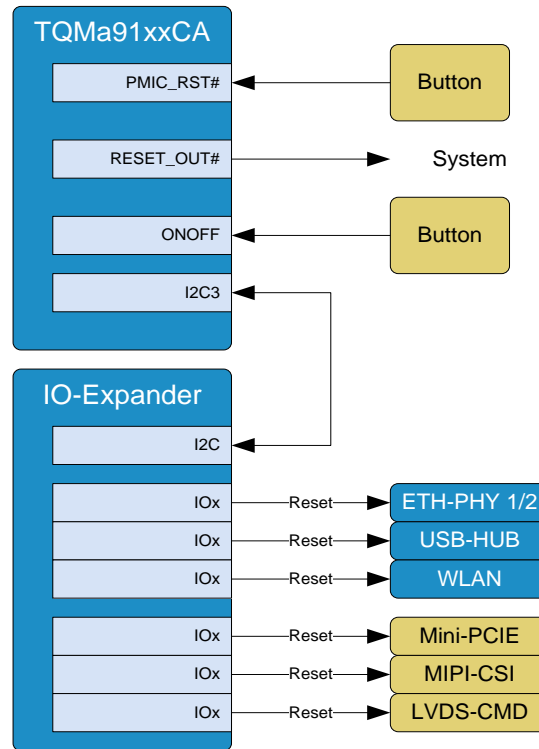 TQMa91xxCA
PMIC_RST#
Button
RESET_OUT#
System
ONOFF
Button
I2C3
IO-Expander
I2C
IOx Reset ETH-PHY 1/2
IOx Reset USB-HUB
IOx Reset WLAN
IOx Reset Mini-PCIE
IOx Reset MIPI-CSI
IOx Reset LVDS-CMD